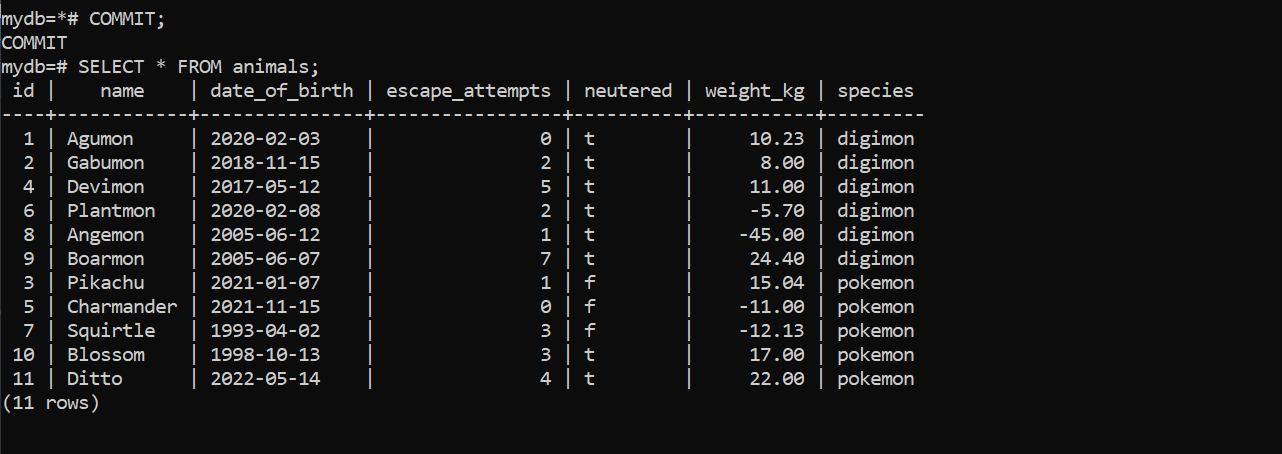 mydb=*# COMMIT;
COMMIT
mydb=# SELECT * FROM animals;
 id |    name    | date_of_birth | escape_attempts | neutered | weight_kg | species
----+------------+---------------+-----------------+----------+-----------+---------
  1 | Agumon     | 2020-02-03    |               0 | t        |     10.23 | digimon
  2 | Gabumon    | 2018-11-15    |               2 | t        |      8.00 | digimon
  4 | Devimon    | 2017-05-12    |               5 | t        |     11.00 | digimon
  6 | Plantmon   | 2020-02-08    |               2 | t        |     -5.70 | digimon
  8 | Angemon    | 2005-06-12    |               1 | t        |    -45.00 | digimon
  9 | Boarmon    | 2005-06-07    |               7 | t        |     24.40 | digimon
  3 | Pikachu    | 2021-01-07    |               1 | f        |     15.04 | pokemon
  5 | Charmander | 2021-11-15    |               0 | f        |    -11.00 | pokemon
  7 | Squirtle   | 1993-04-02    |               3 | f        |    -12.13 | pokemon
 10 | Blossom    | 1998-10-13    |               3 | t        |     17.00 | pokemon
 11 | Ditto      | 2022-05-14    |               4 | t        |     22.00 | pokemon
(11 rows)